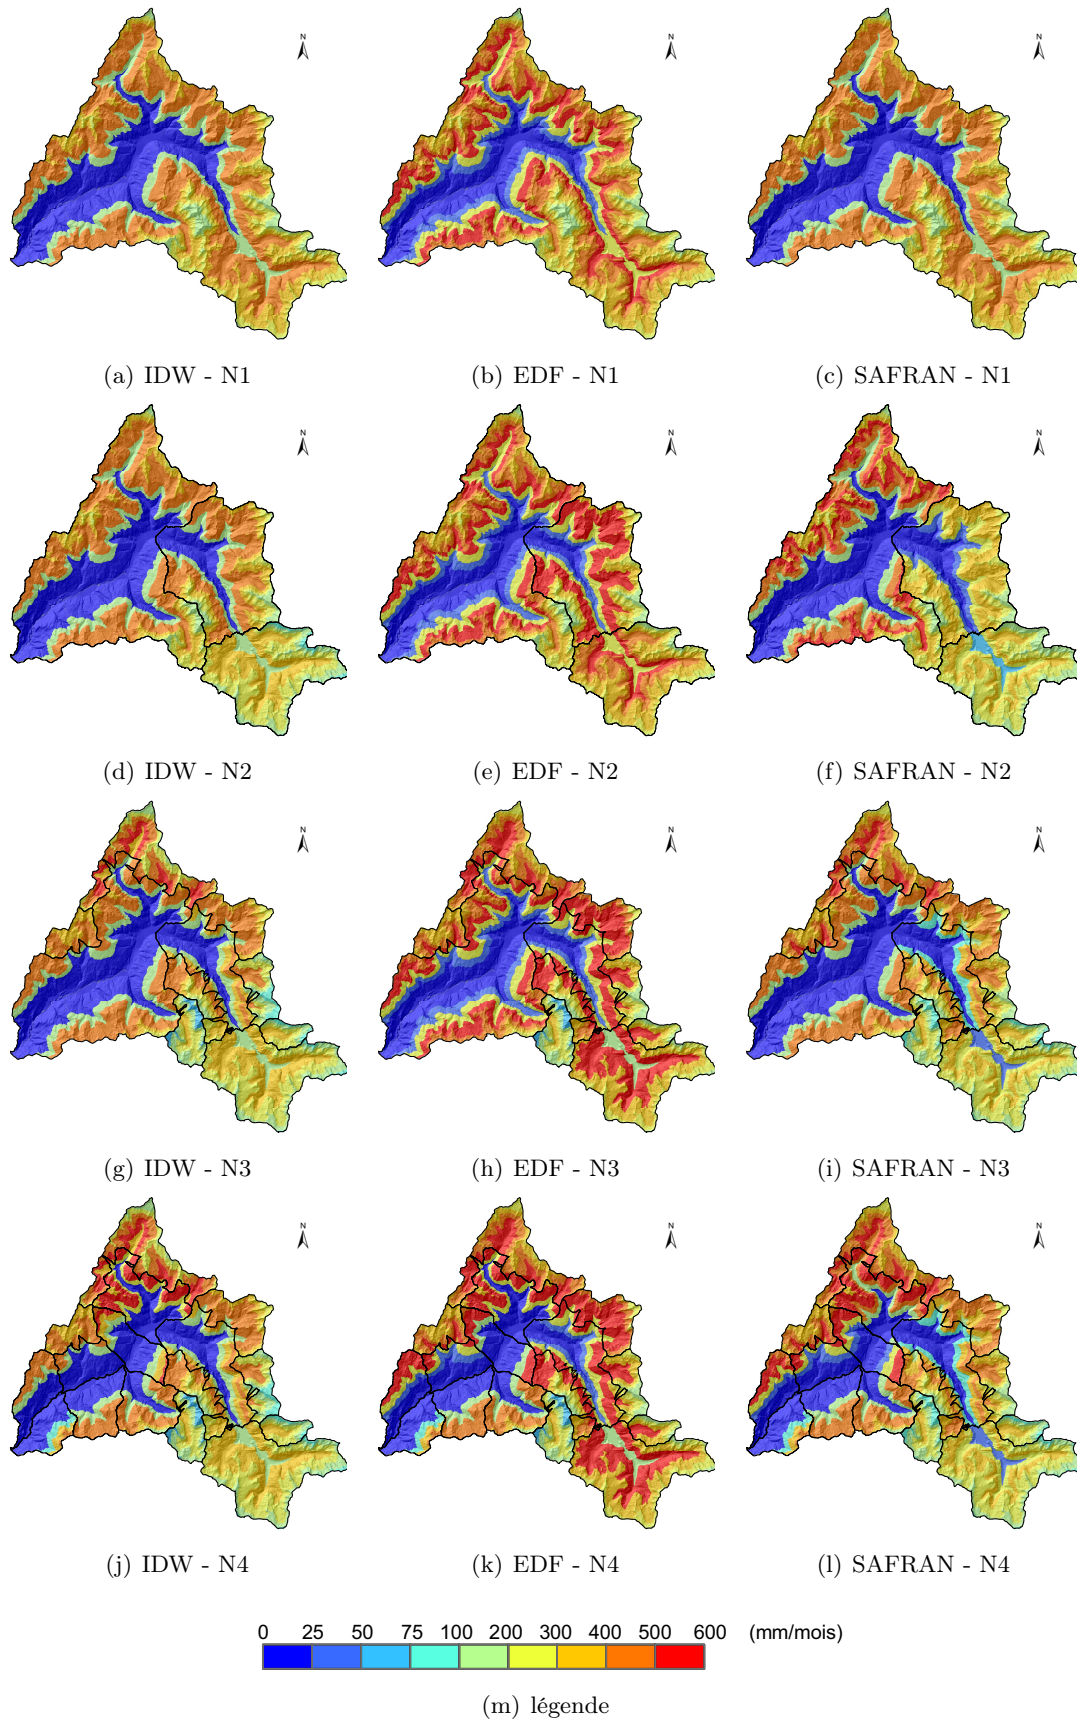 N N N
(a) IDW - N1 (b) EDF - N1 (c) SAFRAN - N1
N N N
(d) IDW - N2 (e) EDF - N2 (f) SAFRAN - N2
N N N
(g) IDW - N3 (h) EDF - N3 (i) SAFRAN - N3
N N N
(j) IDW - N4 (k) EDF - N4 (l) SAFRAN - N4
0 25 50 75 100 200 300 400 500 600 (mm/mois)
(m) légende